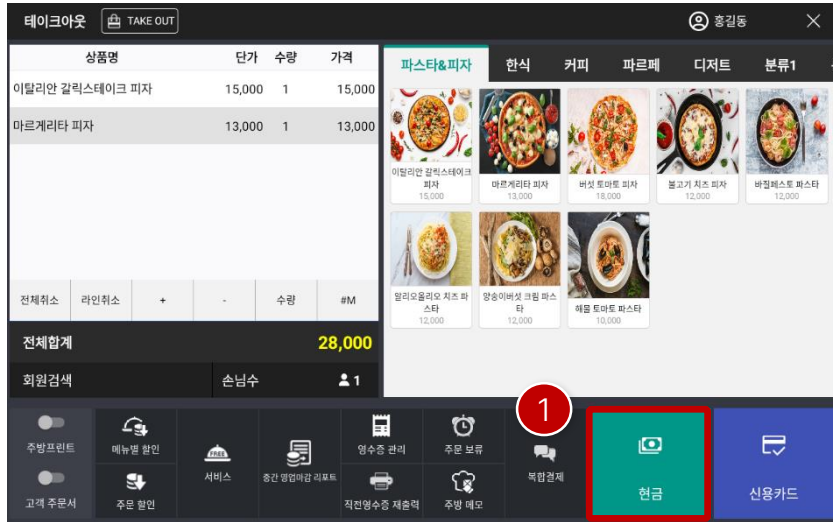 테이크아웃 TAKE OUT 홍길동
상품명 단가 수량 가격
이탈리안 갈릭스테이크 피자 15,000 1 15,000
마르게리타 피자 13,000 1 13,000
전체취소 라인취소 + - 수량 #M
전체합계 28,000
회원검색 손님수 1
파스타&피자 한식 커피 파르페 디저트 분류1
이탈리안 갈릭스테이크
피자
15,000
마르게리타 피자
13,000
버섯 토마토 피자
18,000
불고기 치즈 피자
12,000
바질페스토 파스타
12,000
알리오올리오 치즈 파
스타
12,000
양송이버섯 크림 파스
타
12,000
해물 토마토 파스타
10,000
1
주방프린트
고객 주문서
메뉴별 할인
주문 할인
FREE
서비스
중간 영업마감 리포트
영수증 관리
직전영수증 재출력
주문 보류
주방 메모
복합결제
현금
신용카드